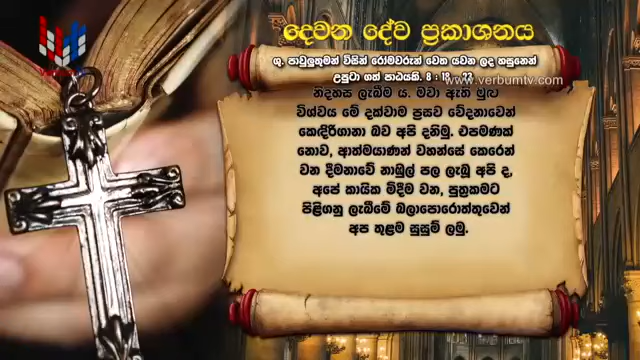 දෙවන දේව ප්‍රකාශනය
ශු. පාවුලුතුමන් විසින් රෝමවරුන් වෙත යවන ලද හසුනෙන්
උපුටා ගත් පාඨයකි. 8 : 18 - 23
www.verbumtv.com
නිදහස ලැබීම ය. මවා ඇති මුළු
විශ්වය මේ දක්වාම ප්‍රසව වේදනාවෙන්
කෙඳිරිගානා බව අපි දනිමු. එපමණක්
නොව, ආත්මයාණන් වහන්සේ කෙරෙන්
වන දීමනාවේ නාඹුල් පල ලැබූ අපි ද,
අපේ කායික මිදීම වන, පුත්‍රකමට
පිළිගනු ලැබීමේ බලාපොරොත්තුවෙන්
අප තුළම සුසුම් ලමු.